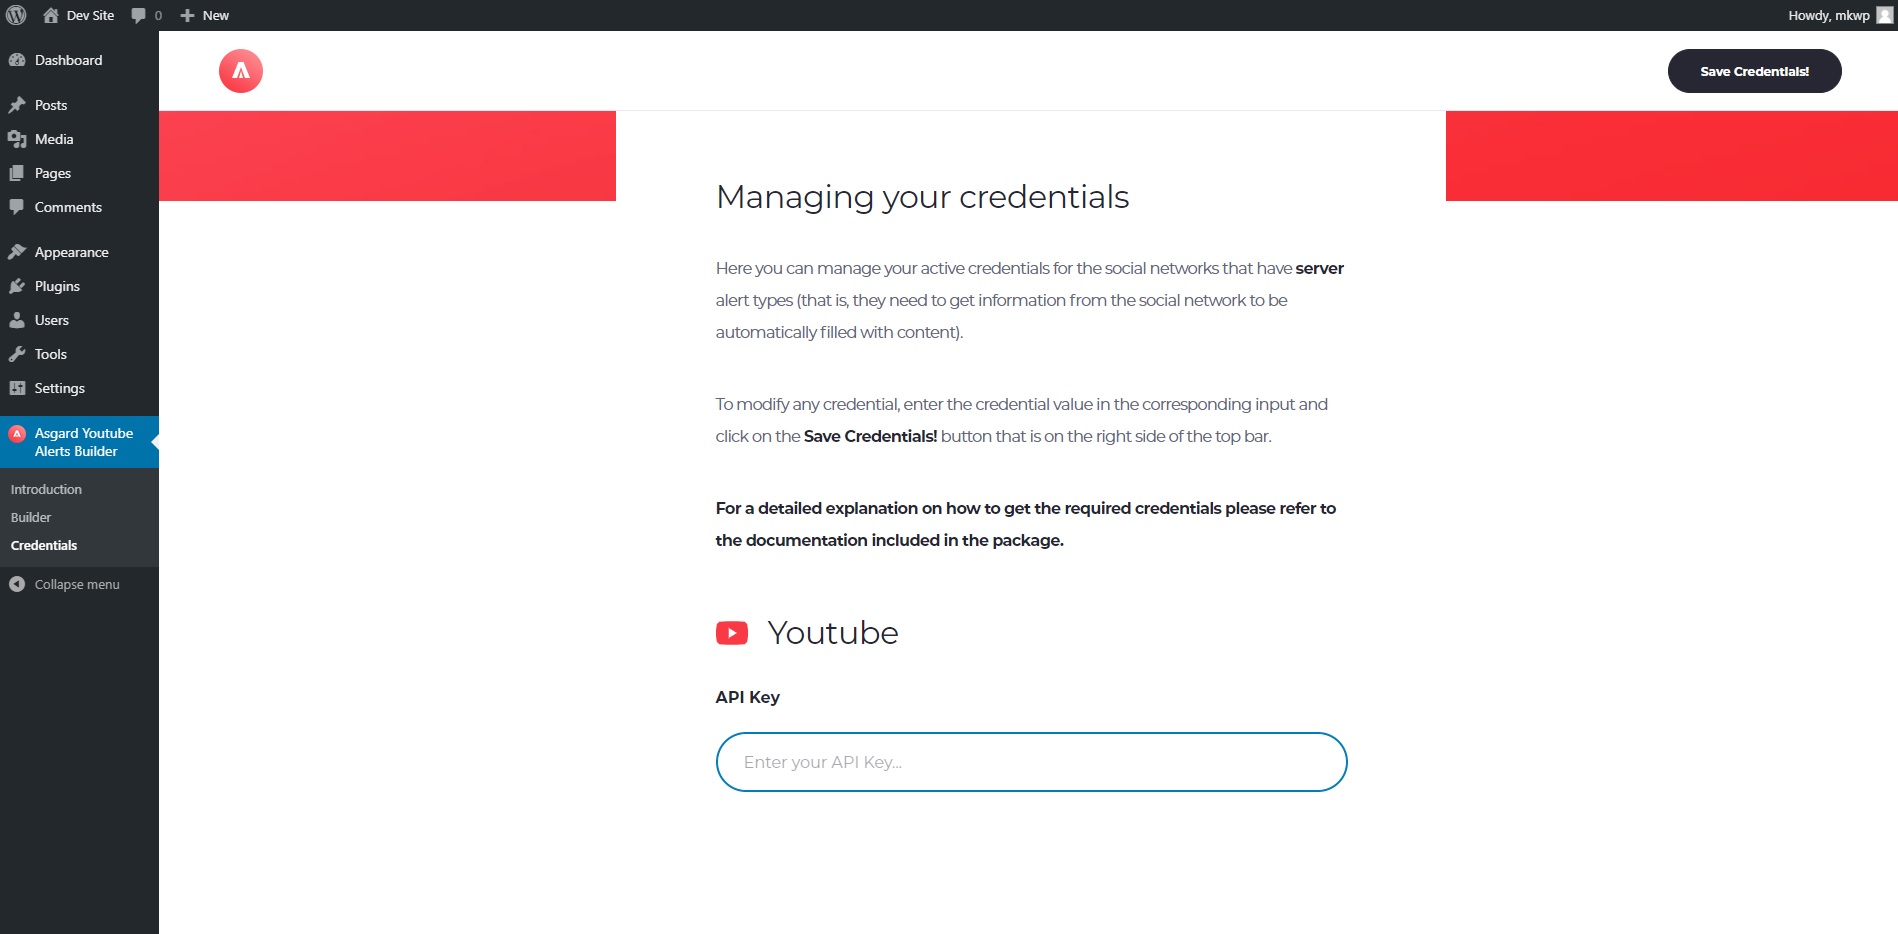 Dev Site
0
New
Howdy, mkwp
Dashboard
Posts
Media
Pages
Comments
Appearance
Plugins
Users
Tools
Settings
Asgard Youtube
Alerts Builder
Introduction
Builder
Credentials
Collapse menu
Save Credentials!
Managing your credentials
Here you can manage your active credentials for the social networks that have server
alert types (that is, they need to get information from the social network to be
automatically filled with content).
To modify any credential, enter the credential value in the corresponding input and
click on the Save Credentials! button that is on the right side of the top bar.
For a detailed explanation on how to get the required credentials please refer to
the documentation included in the package.
Youtube
API Key
Enter your API Key...